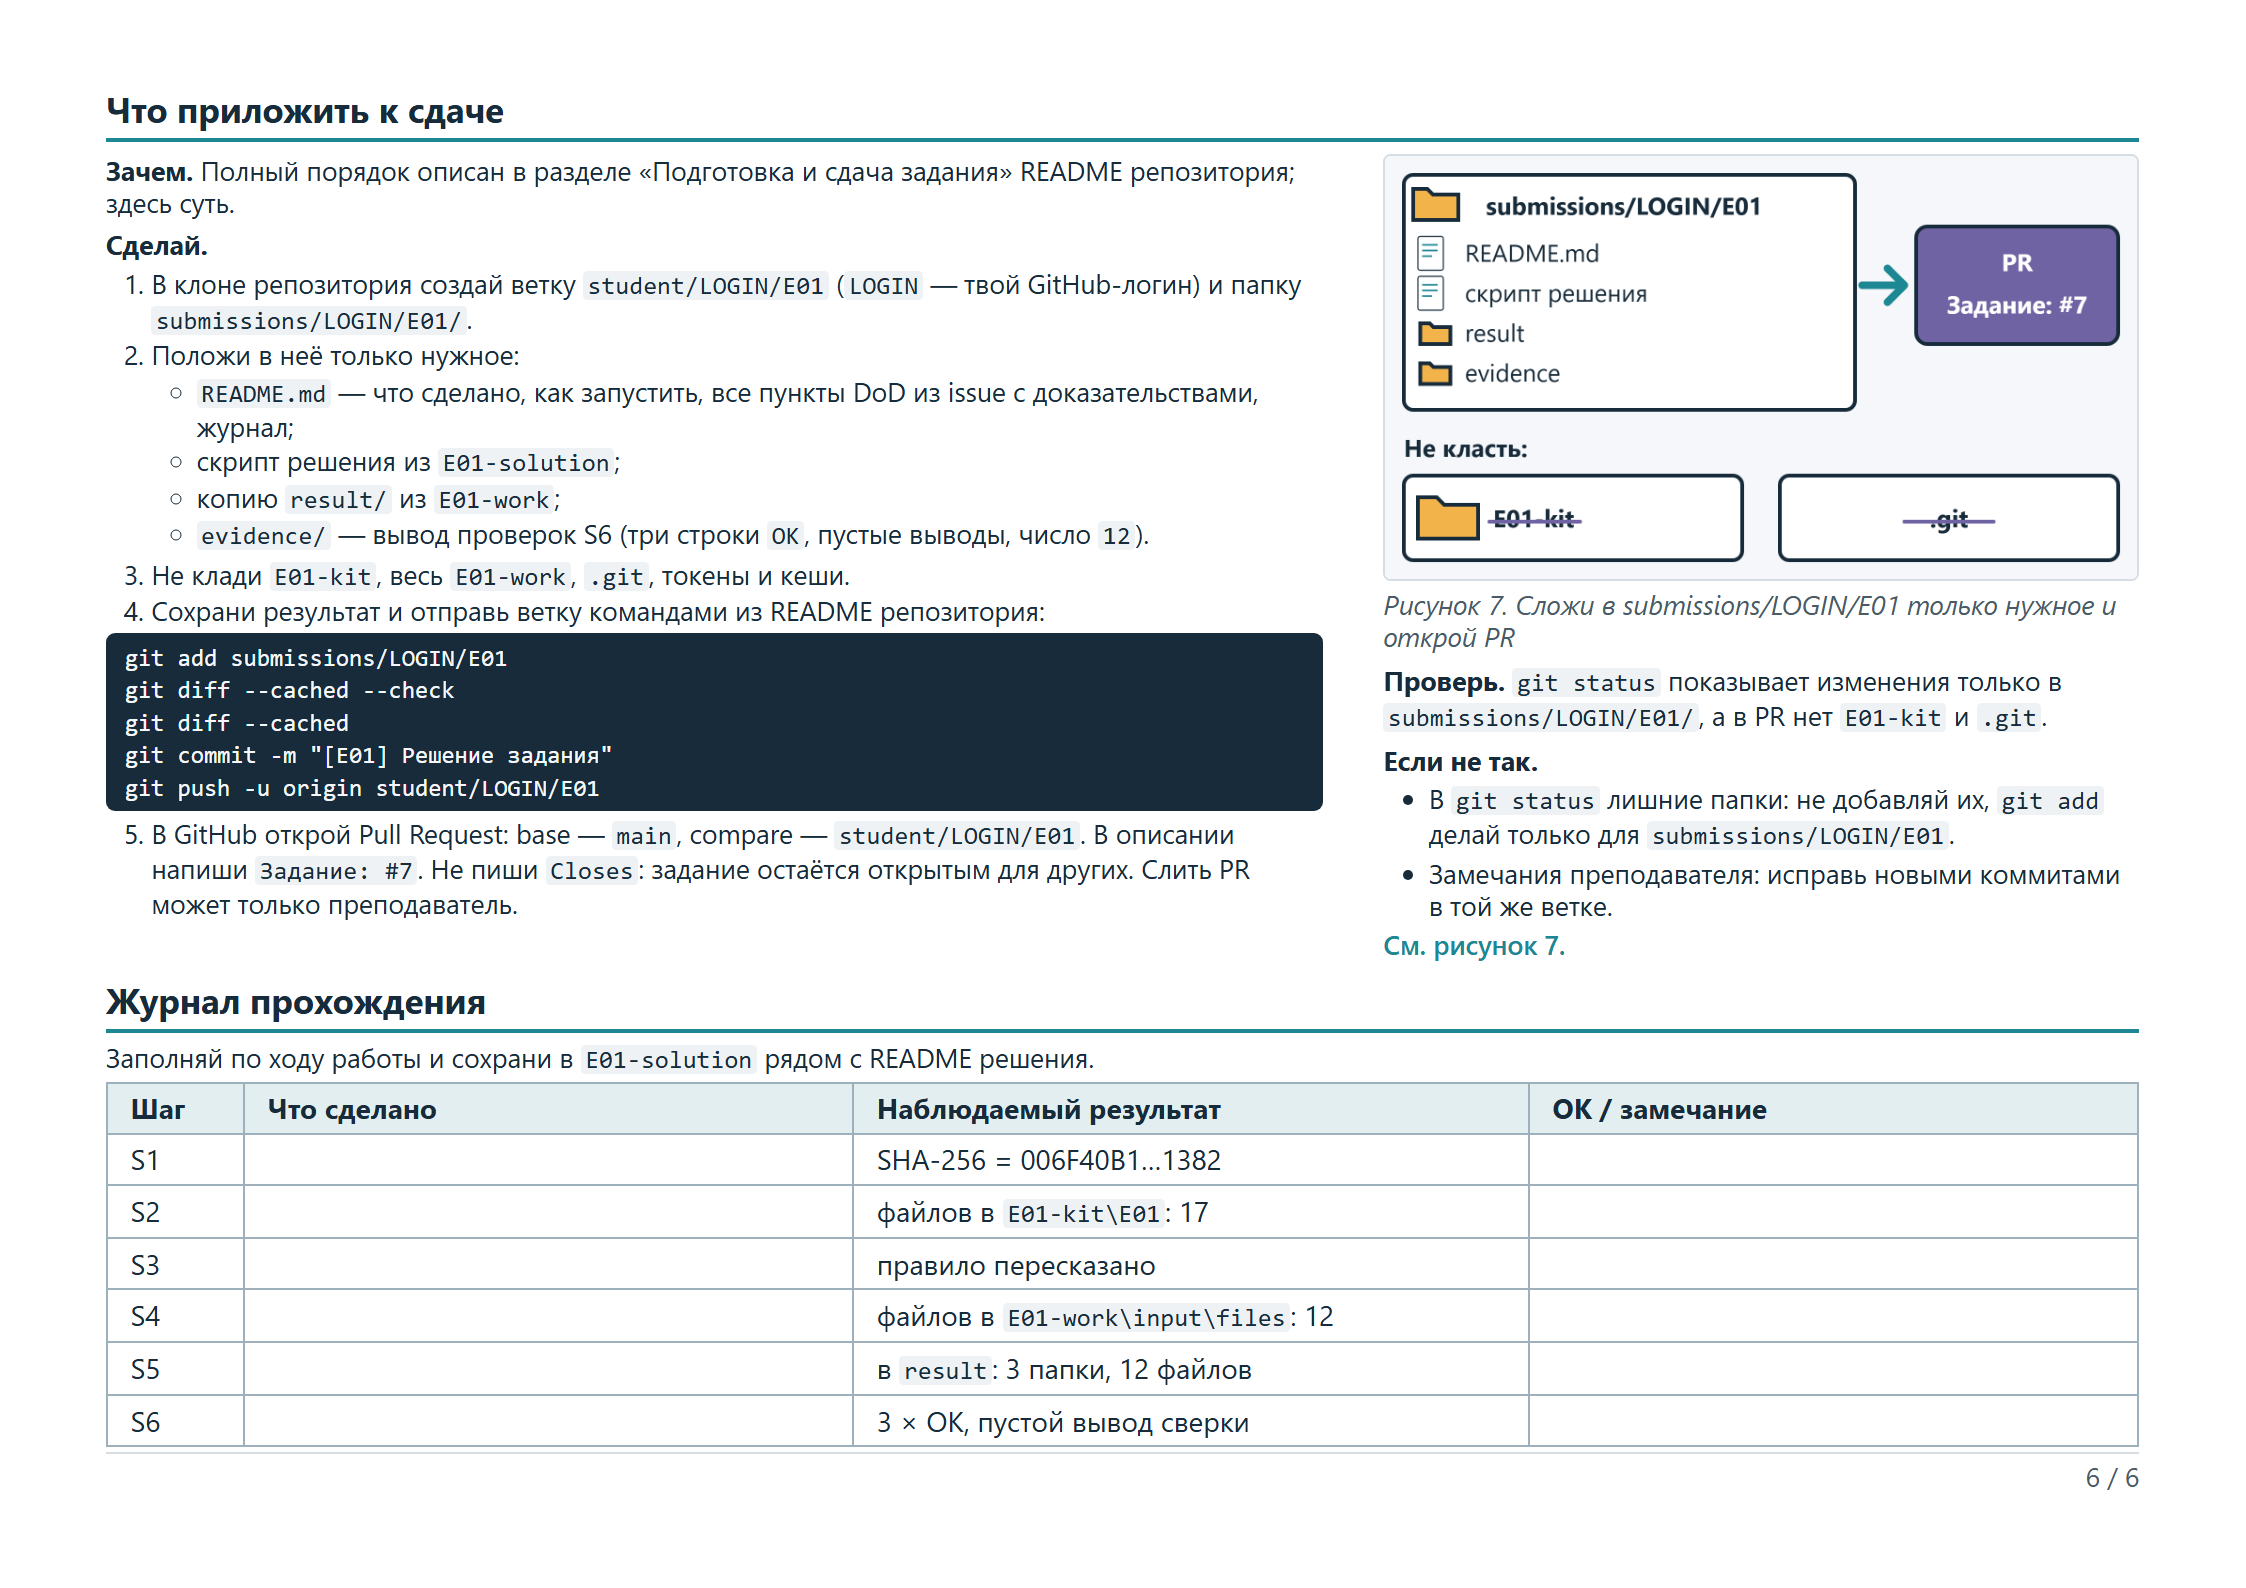 Что приложить к сдаче
Зачем. Полный порядок описан в разделе «Подготовка и сдача задания» README репозитория;
здесь суть.
Сделай.
1. В клоне репозитория создай ветку student/LOGIN/E01 (LOGIN — твой GitHub-логин) и папку
submissions/LOGIN/E01/.
2. Положи в неё только нужное:
○ README.md — что сделано, как запустить, все пункты DoD из issue с доказательствами,
журнал;
○ скрипт решения из E01-solution;
○ копию result/ из E01-work;
○ evidence/ — вывод проверок S6 (три строки OK, пустые выводы, число 12).
3. Не клади E01-kit, весь E01-work, .git, токены и кеши.
4. Сохрани результат и отправь ветку командами из README репозитория:
git add submissions/LOGIN/E01
git diff --cached --check
git diff --cached
git commit -m "[E01] Решение задания"
git push -u origin student/LOGIN/E01
5. В GitHub открой Pull Request: base — main, compare — student/LOGIN/E01. В описании
напиши Задание: #7. Не пиши Closes: задание остаётся открытым для других. Слить PR
может только преподаватель.
submissions/LOGIN/E01
README.md
скрипт решения
result
evidence
PR
Задание: #7
Не класть:
E01-kit
.git
Рисунок 7. Сложи в submissions/LOGIN/E01 только нужное и
открой PR
Проверь. git status показывает изменения только в
submissions/LOGIN/E01/, а в PR нет E01-kit и .git.
Если не так.
• В git status лишние папки: не добавляй их, git add
делай только для submissions/LOGIN/E01.
• Замечания преподавателя: исправь новыми коммитами
в той же ветке.
См. рисунок 7.
Журнал прохождения
Заполняй по ходу работы и сохрани в E01-solution рядом с README решения.
Шаг Что сделано Наблюдаемый результат OK / замечание
S1 SHA-256 = 006F40B1…1382
S2 файлов в E01-kit\E01: 17
S3 правило пересказано
S4 файлов в E01-work\input\files: 12
S5 в result: 3 папки, 12 файлов
S6 3 × OK, пустой вывод сверки
6 / 6